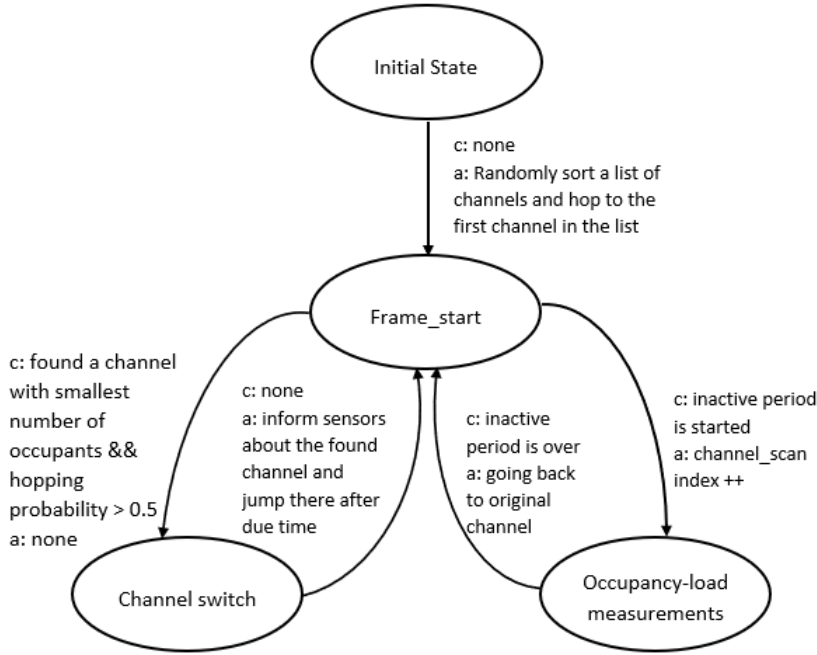 Initial State
c: none
a: Randomly sort a list of
channels and hop to the
first channel in the list
Frame_start
c: found a channel
with smallest
number of
occupants &&
hopping
probability > 0.5
a: none
c: none
a: inform sensors
about the found
channel and
jump there after
due time
c: inactive
period is over
a: going back
to original
channel
c: inactive period
is started
a: channel_scan
index ++
Channel switch
Occupancy-load
measurements